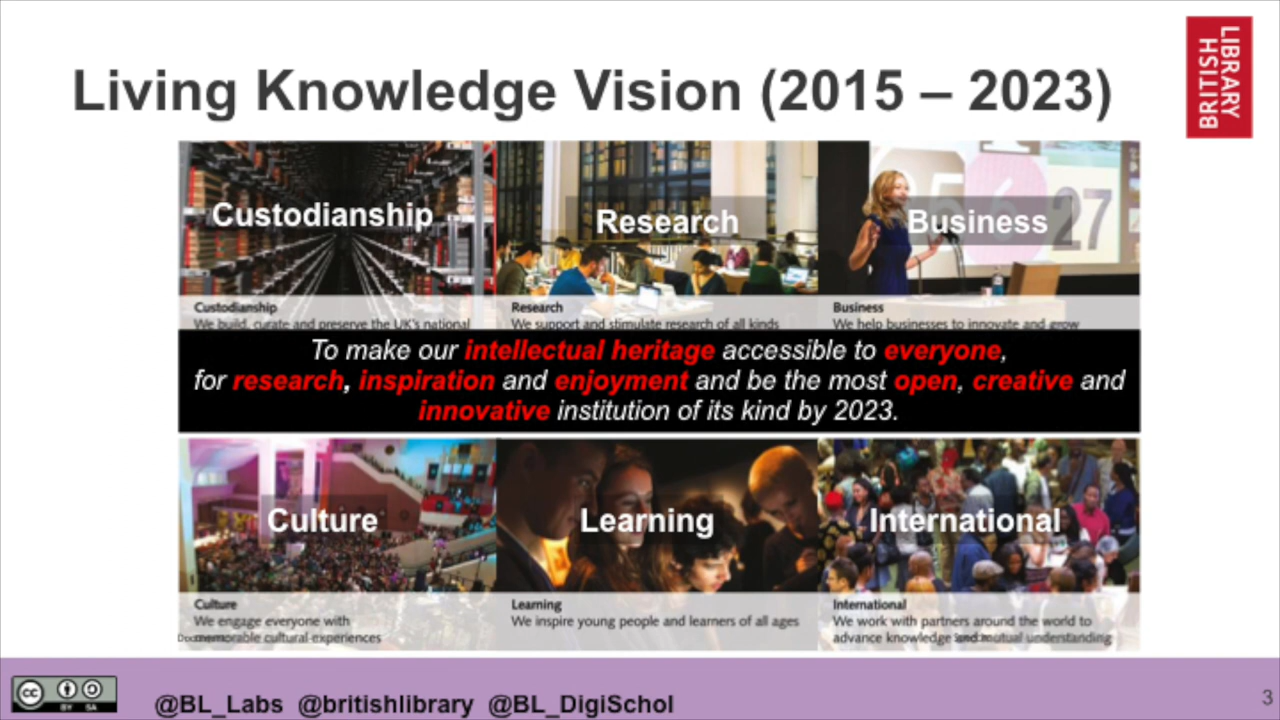 Living Knowledge Vision (2015 – 2023)
LIBRARY
BRITISH
Custodianship
Research
Business
27
Custodianship
We build, curate and preserve the UK's national
Research
We support and stimulate research of all kinds
Business
We help businesses to innovate and grow
To make our intellectual heritage accessible to everyone,
for research, inspiration and enjoyment and be the most open, creative and
innovative institution of its kind by 2023.
Culture
Learning
International
Culture
We engage everyone with
memorable cultural experiences
Learning
We inspire young people and learners of all ages
International
We work with partners around the world to
advance knowledge and mutual understanding
cc BY SA
@BL_Labs @britishlibrary @BL_DigiSchol
3